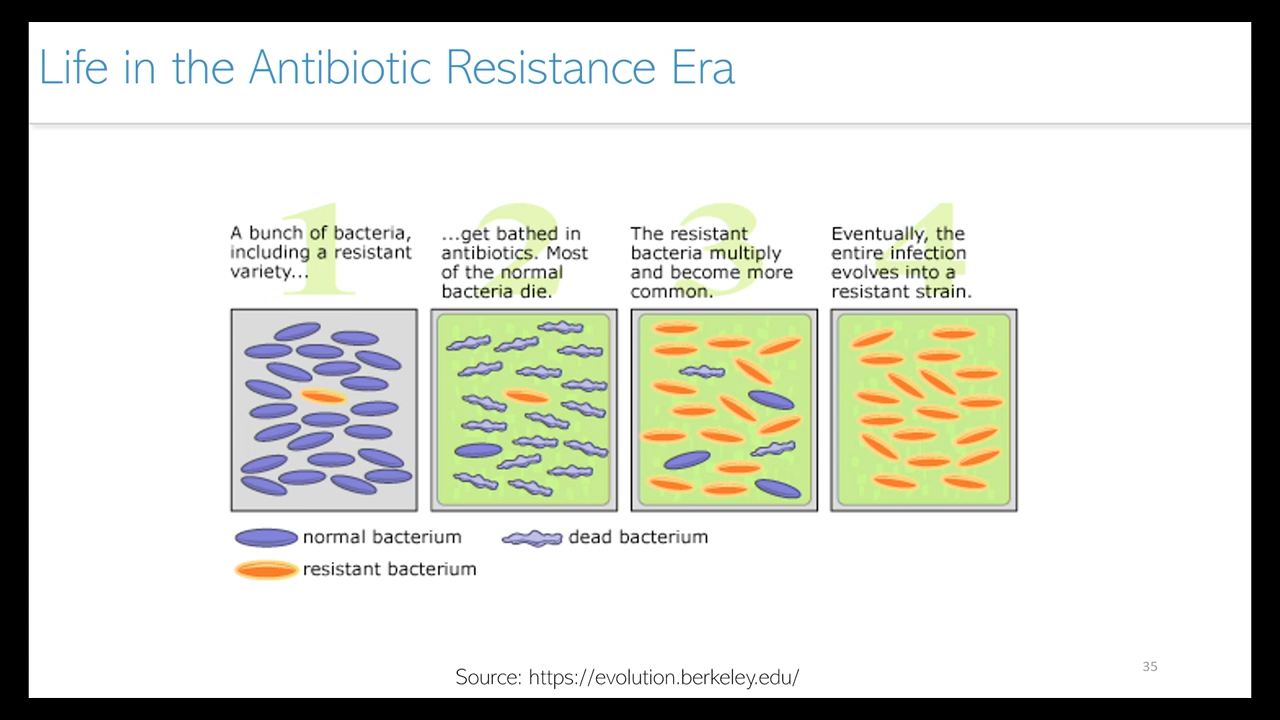 Life in the Antibiotic Resistance Era
1
A bunch of bacteria,
including a resistant
variety...
2
...get bathed in
antibiotics. Most
of the normal
bacteria die.
3
The resistant
bacteria multiply
and become more
common.
4
Eventually, the
entire infection
evolves into a
resistant strain.
normal bacterium
dead bacterium
resistant bacterium
Source: https://evolution.berkeley.edu/
35